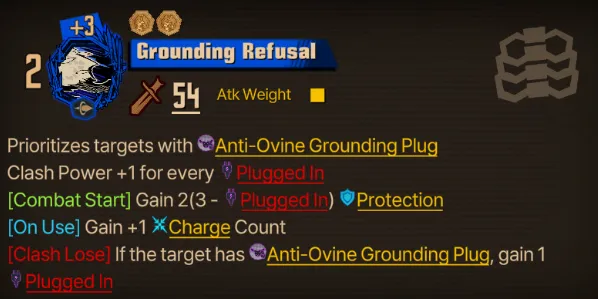 +3
Grounding Refusal
2
54 Atk Weight
Prioritizes targets with Anti-Ovine Grounding Plug
Clash Power +1 for every Plugged In
[Combat Start] Gain 2(3 - Plugged In) Protection
[On Use] Gain +1 Charge Count
[Clash Lose] If the target has Anti-Ovine Grounding Plug, gain 1
Plugged In